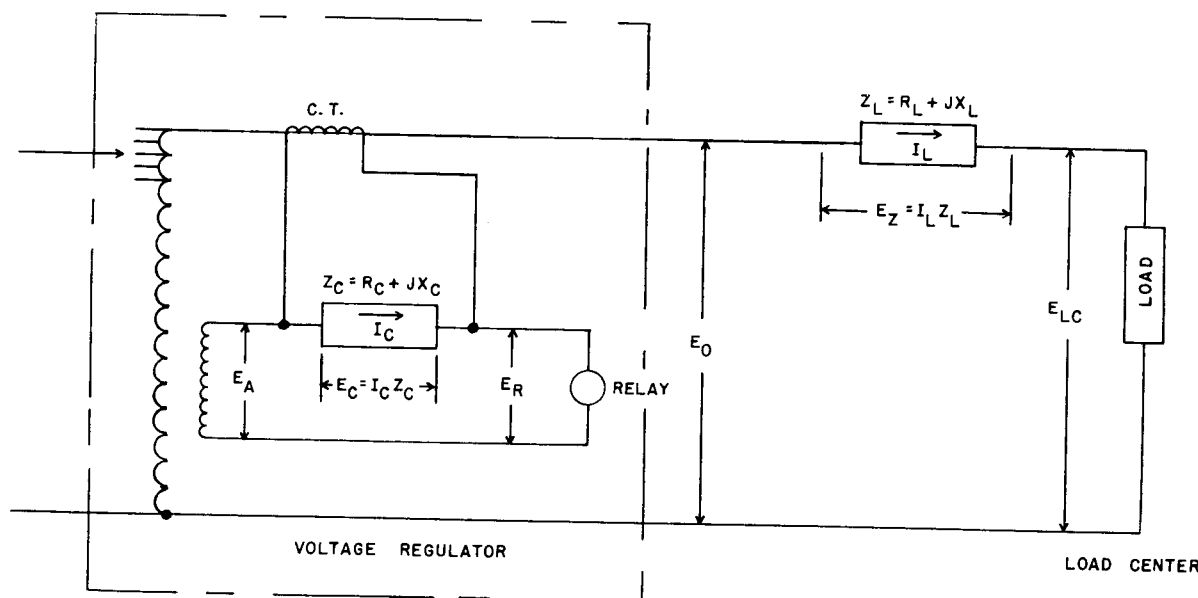 C. T.
Z_L = R_L + JX_L
I_L
E_Z = I_L Z_L
Z_C = R_C + JX_C
I_C
E_A
E_C = I_C Z_C
E_R
RELAY
E_O
E_LC
LOAD
VOLTAGE REGULATOR
LOAD CENTER